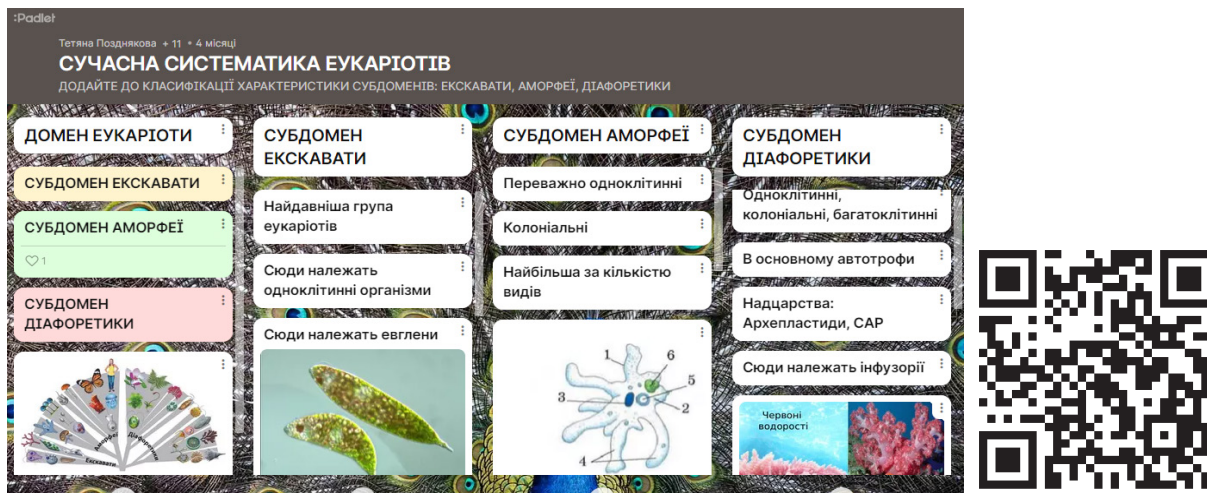 :Padlet
Тетяна Позднякова + 11 • 4 місяці
СУЧАСНА СИСТЕМАТИКА ЕУКАРІОТІВ
ДОДАЙТЕ ДО КЛАСИФІКАЦІЇ ХАРАКТЕРИСТИКИ СУБДОМЕНІВ: ЕКСКАВАТИ, АМОРФЕЇ, ДІАФОРЕТИКИ
ДОМЕН ЕУКАРІОТИ
СУБДОМЕН ЕКСКАВАТИ
СУБДОМЕН АМОРФЕЇ
1
СУБДОМЕН
ДІАФОРЕТИКИ
Аморфеї
Діафоретики
Екскавати
СУБДОМЕН
ЕКСКАВАТИ
Найдавніша група
еукаріотів
Сюди належать
одноклітинні організми
Сюди належать евглени
СУБДОМЕН АМОРФЕЇ
Переважно одноклітинні
Колоніальні
Найбільша за кількістю
видів
1
6
5
3
2
4
СУБДОМЕН
ДІАФОРЕТИКИ
Одноклітинні,
колоніальні, багатоклітинні
В основному автотрофи
Надцарства:
Архепластиди, САР
Сюди належать інфузорії
Червоні
водорості